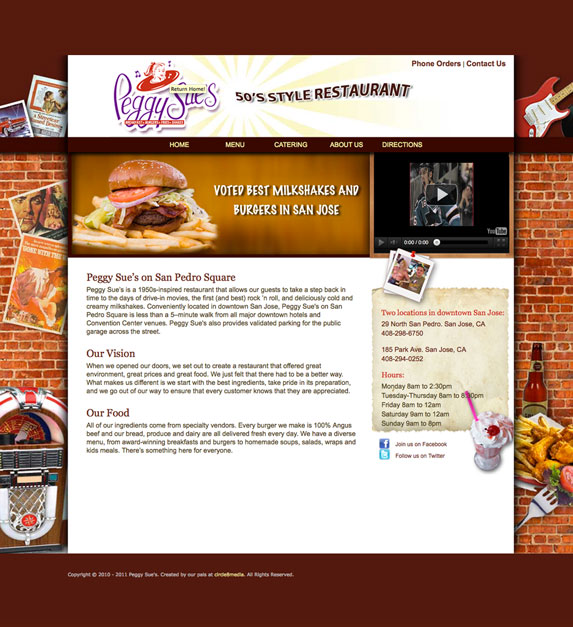 Phone Orders | Contact Us
Return Home!
Peggy Sue's
50'S STYLE RESTAURANT
HOME MENU CATERING ABOUT US DIRECTIONS
VOTED BEST MILKSHAKES AND
BURGERS IN SAN JOSE
YouTube
0:00 / 0:00
Peggy Sue's on San Pedro Square
Peggy Sue's is a 1950s-inspired restaurant that allows our guests to take a step back in
time to the days of drive-in movies, the first (and best) rock 'n roll, and deliciously cold and
creamy milkshakes. Conveniently located in downtown San Jose, Peggy Sue's on San
Pedro Square is less than a 5–minute walk from all major downtown hotels and
Convention Center venues. Peggy Sue's also provides validated parking for the public
garage across the street.
Our Vision
When we opened our doors, we set out to create a restaurant that offered great
environment, great prices and great food. We just felt that there had to be a better way.
What makes us different is we start with the best ingredients, take pride in its preparation,
and we go out of our way to ensure that every customer knows that they are appreciated.
Our Food
All of our ingredients come from specialty vendors. Every burger we make is 100% Angus
beef and our bread, produce and dairy are all delivered fresh every day. We have a diverse
menu, from award-winning breakfasts and burgers to homemade soups, salads, wraps and
kids meals. There's something here for everyone.
Two locations in downtown San Jose:
29 North San Pedro. San Jose, CA
408-298-6750
185 Park Ave. San Jose, CA
408-294-0252
Hours:
Monday 8am to 2:30pm
Tuesday-Thursday 8am to 8:30pm
Friday 8am to 12am
Saturday 9am to 12am
Sunday 9am to 8pm
Join us on Facebook
Follow us on Twitter
Copyright © 2010 - 2011 Peggy Sue's. Created by our pals at circle8media. All Rights Reserved.